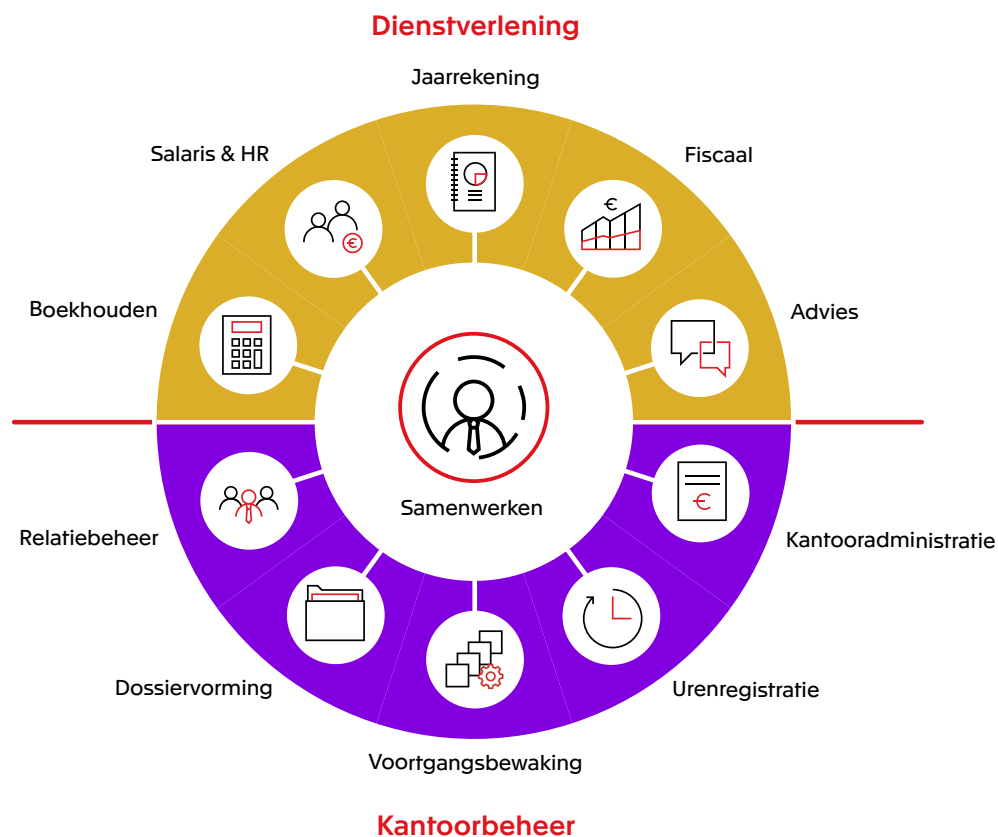 Dienstverlening
Jaarrekening
Salaris & HR
Fiscaal
Boekhouden
Advies
€
€
Samenwerken
€
Relatiebeheer
Kantooradministratie
Dossiervorming
Urenregistratie
Voortgangsbewaking
Kantoorbeheer